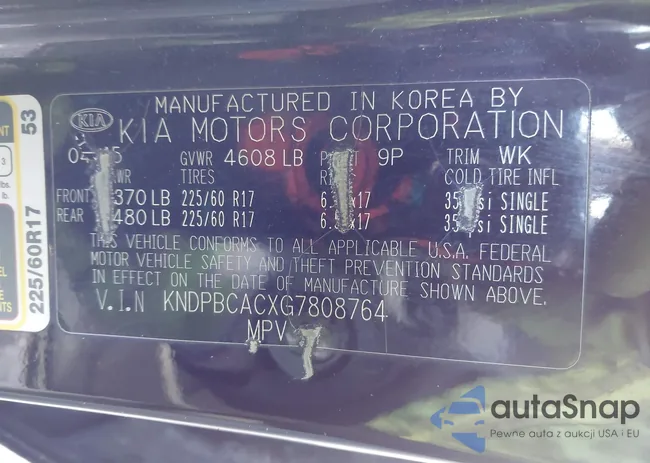 MANUFACTURED IN KOREA BY
KIA KIA MOTORS CORPORATION
GVWR 4608 LB 9P TRIM WK
TIRES COLD TIRE INFL
FRONT 370 LB 225/60 R17 x17 SINGLE
REAR 480 LB 225/60 R17 x17 SINGLE
THIS VEHICLE CONFORMS TO ALL APPLICABLE U.S.A. FEDERAL
MOTOR VEHICLE SAFETY AND THEFT PREVENTION STANDARDS
IN EFFECT ON THE DATE OF MANUFACTURE SHOWN ABOVE.
V.I.N KNDPBCACXG7808764
MPV
53
225/60R17
autaSnap
Pewne auta z aukcji USA i EU